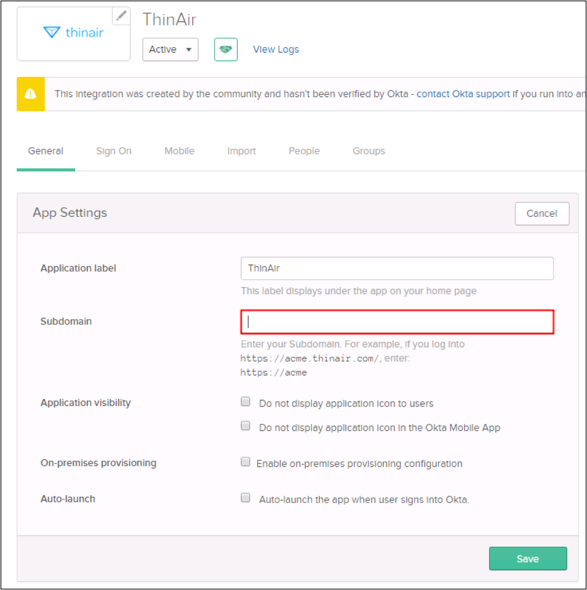 thinair
ThinAir
Active
View Logs
This integration was created by the community and hasn't been verified by Okta - contact Okta support if you run into an
General
Sign On
Mobile
Import
People
Groups
App Settings
Cancel
Application label
ThinAir
This label displays under the app on your home page
Subdomain
Enter your Subdomain. For example, if you log into
https://acme.thinair.com/, enter:
https://acme
Application visibility
Do not display application icon to users
Do not display application icon in the Okta Mobile App
On-premises provisioning
Enable on-premises provisioning configuration
Auto-launch
Auto-launch the app when user signs into Okta.
Save